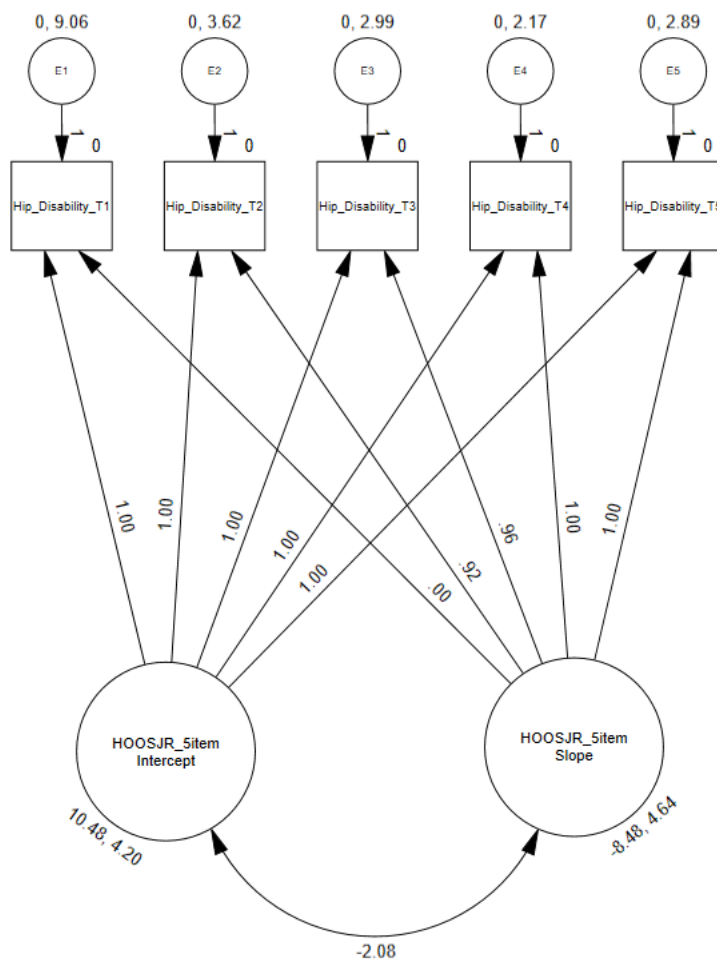 0, 9.06
0, 3.62
0, 2.99
0, 2.17
0, 2.89
E1
E2
E3
E4
E5
1
0
1
0
1
0
1
0
1
0
Hip_Disability_T1
Hip_Disability_T2
Hip_Disability_T3
Hip_Disability_T4
Hip_Disability_T5
1.00
1.00
1.00
1.00
1.00
.00
.92
.96
1.00
1.00
HOOSJR_5item
Intercept
HOOSJR_5item
Slope
10.48, 4.20
-8.48, 4.64
-2.08